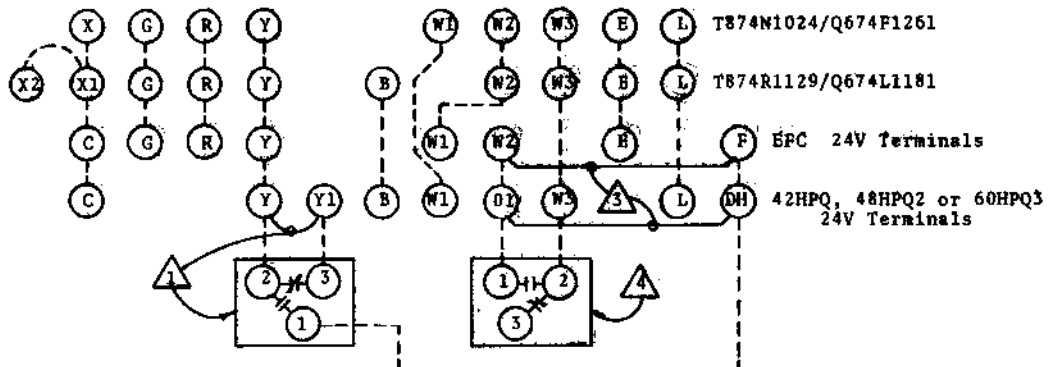 X G R Y W1 W2 W3 E L T874N1024/Q674F1261
X2 X1 G R Y B W2 W3 E L T874R1129/Q674L1181
C G R Y W1 W2 E F EFC 24V Terminals
C Y Y1 B W1 O1 W3 3 L DH 42HPQ, 48HPQ2 or 60HPQ3
24V Terminals
1 2 3 1 2 4
1 3